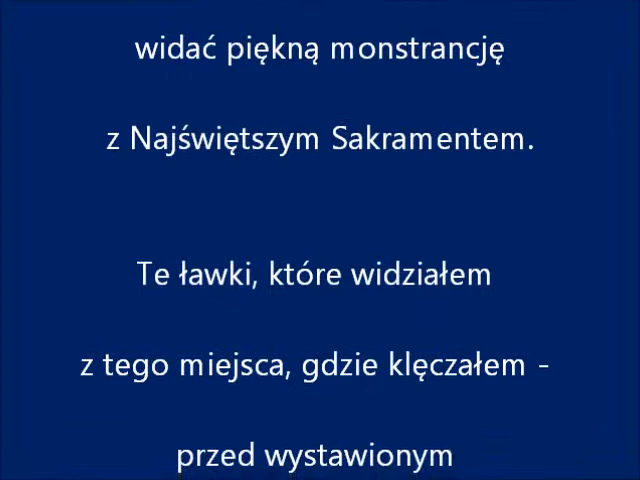 widać piękną monstrancję
z Najświętszym Sakramentem.
Te ławki, które widziałem
z tego miejsca, gdzie klęczałem -
przed wystawionym